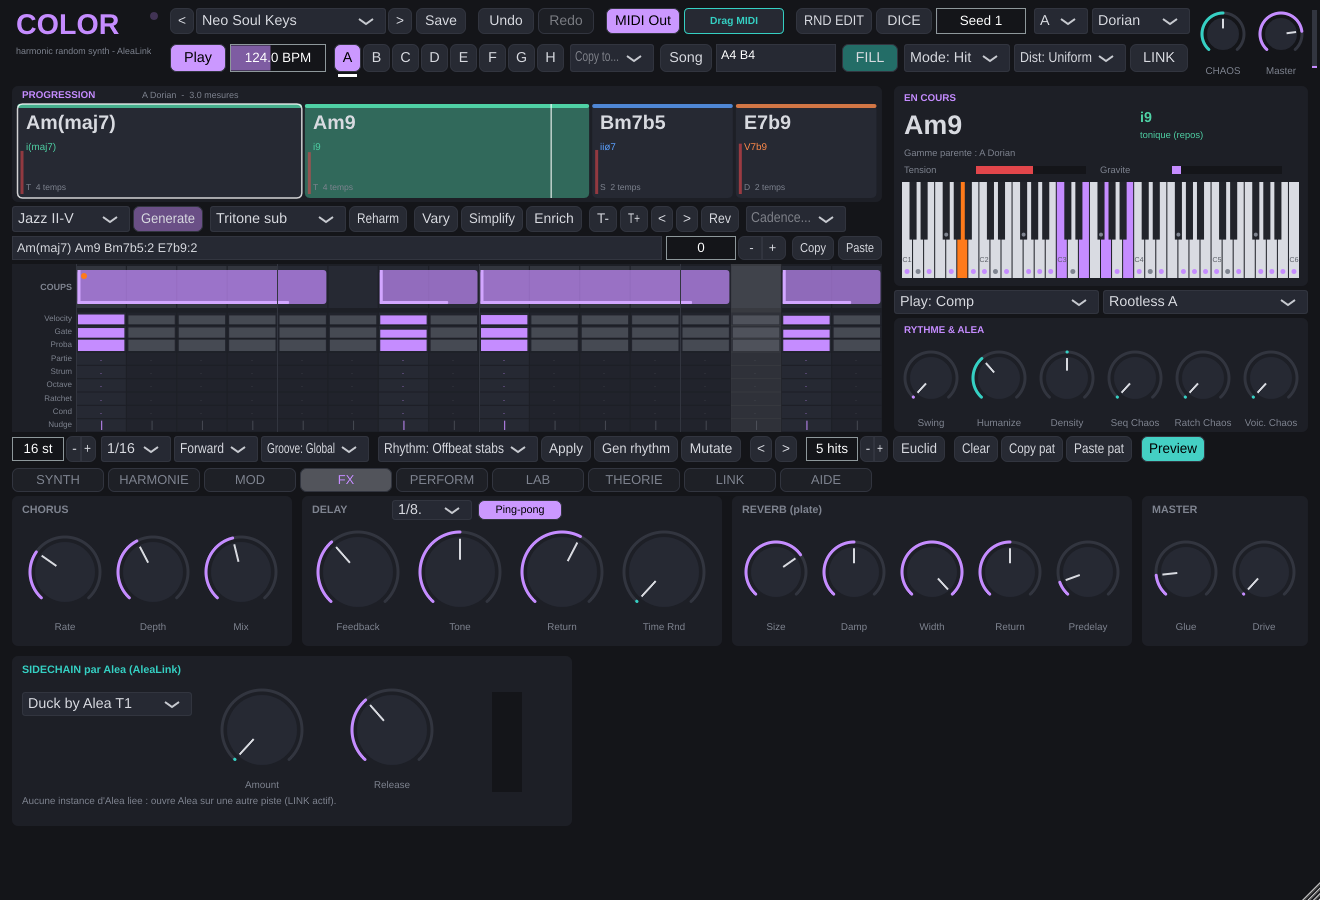 COLOR
harmonic random synth - AleaLink
< Neo Soul Keys > Save Undo Redo MIDI Out Drag MIDI RND EDIT DICE Seed 1 A Dorian
Play 124.0 BPM A B C D E F G H Copy to... Song A4 B4 FILL Mode: Hit Dist: Uniform LINK
CHAOS Master
PROGRESSION A Dorian - 3.0 mesures
Am(maj7) Am9 Bm7b5 E7b9
i(maj7) i9 iiø7 V7b9
T 4 temps T 4 temps S 2 temps D 2 temps
EN COURS
Am9 i9
tonique (repos)
Gamme parente : A Dorian
Tension Gravite
C1 C2 C3 C4 C5 C6
Jazz II-V Generate Tritone sub Reharm Vary Simplify Enrich T- T+ < > Rev Cadence...
Am(maj7) Am9 Bm7b5:2 E7b9:2 0 - + Copy Paste
Play: Comp Rootless A
COUPS
Velocity
Gate
Proba
Partie
Strum
Octave
Ratchet
Cond
Nudge
RYTHME & ALEA
Swing Humanize Density Seq Chaos Ratch Chaos Voic. Chaos
16 st - + 1/16 Forward Groove: Global Rhythm: Offbeat stabs Apply Gen rhythm Mutate < > 5 hits - + Euclid Clear Copy pat Paste pat Preview
SYNTH HARMONIE MOD FX PERFORM LAB THEORIE LINK AIDE
CHORUS
Rate Depth Mix
DELAY 1/8. Ping-pong
Feedback Tone Return Time Rnd
REVERB (plate)
Size Damp Width Return Predelay
MASTER
Glue Drive
SIDECHAIN par Alea (AleaLink)
Duck by Alea T1
Amount Release
Aucune instance d'Alea liee : ouvre Alea sur une autre piste (LINK actif).